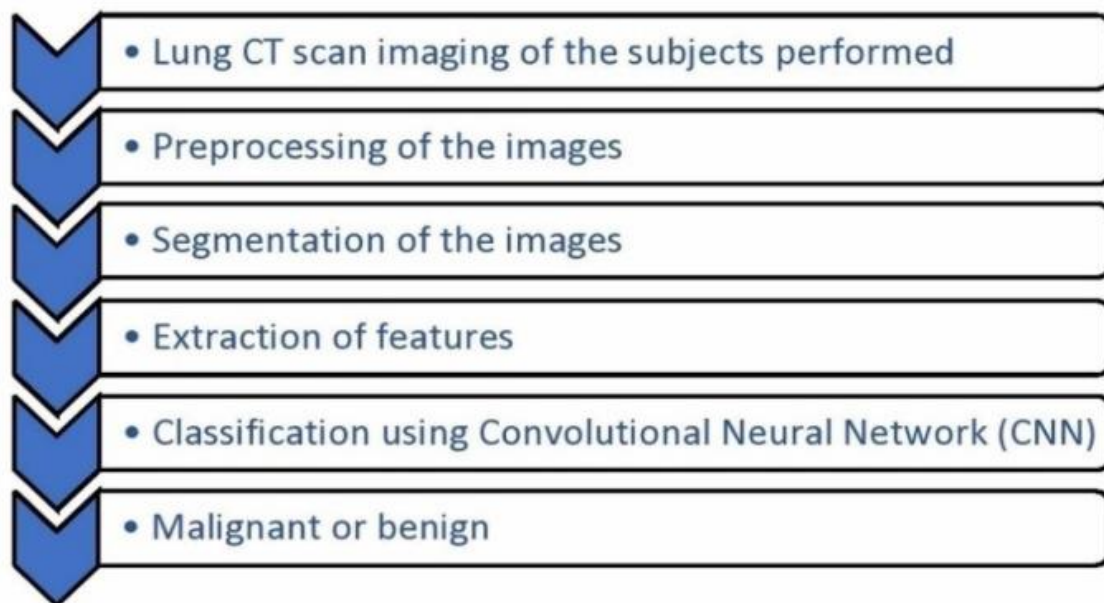 • Lung CT scan imaging of the subjects performed
• Preprocessing of the images
• Segmentation of the images
• Extraction of features
• Classification using Convolutional Neural Network (CNN)
• Malignant or benign